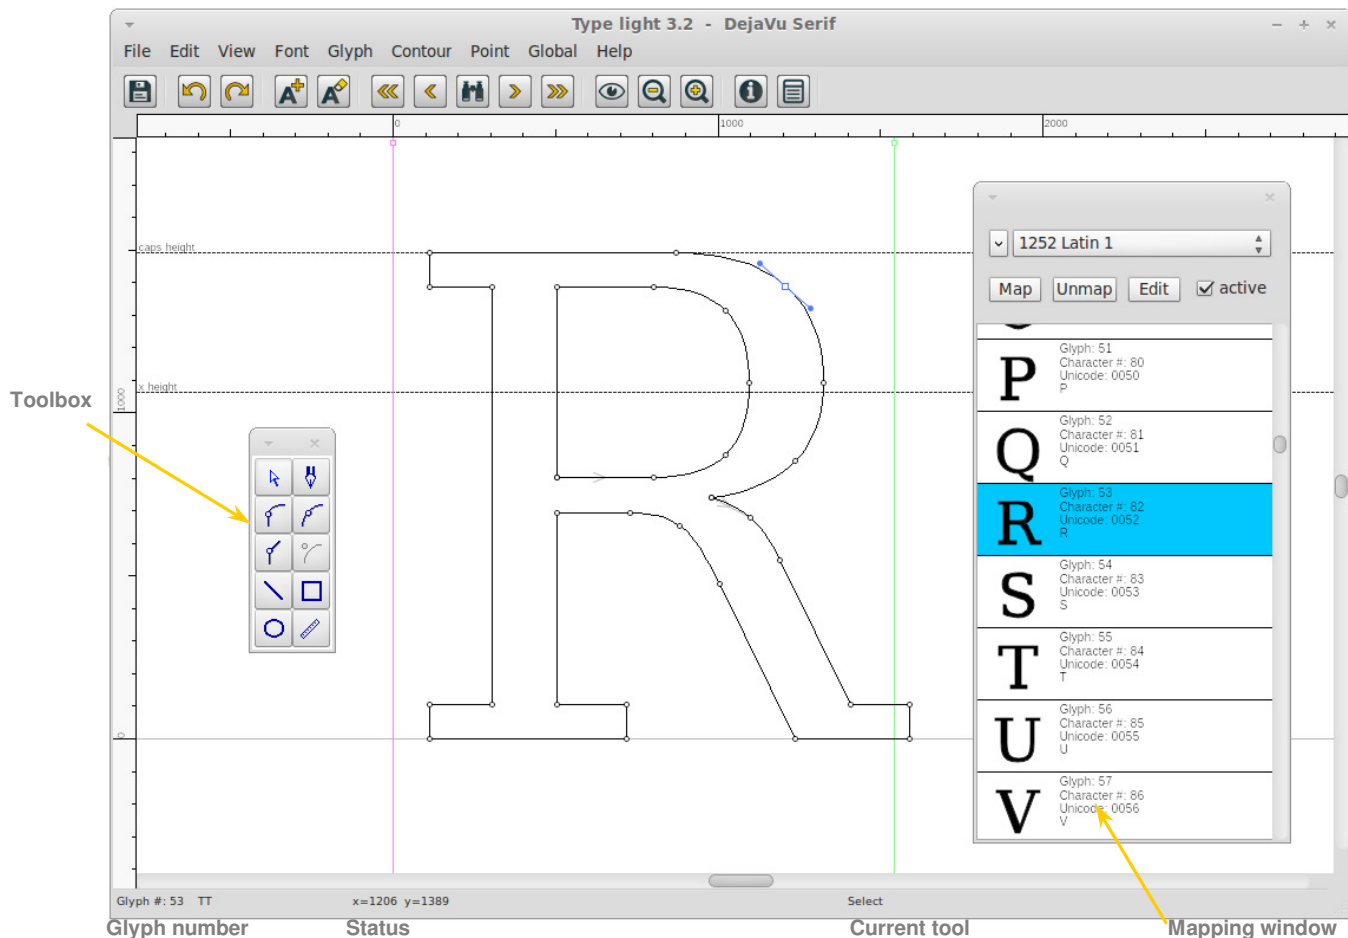 Type light 3.2 - DejaVu Serif
File Edit View Font Glyph Contour Point Global Help
0 1000 2000
caps height
x height
1000
0
Toolbox
1252 Latin 1
Map Unmap Edit active
Glyph: 51
Character #: 80
Unicode: 0050
P
P
Glyph: 52
Character #: 81
Unicode: 0051
Q
Q
Glyph: 53
Character #: 82
Unicode: 0052
R
R
Glyph: 54
Character #: 83
Unicode: 0053
S
S
Glyph: 55
Character #: 84
Unicode: 0054
T
T
Glyph: 56
Character #: 85
Unicode: 0055
U
U
Glyph: 57
Character #: 86
Unicode: 0056
V
V
R
Glyph #: 53 TT x=1206 y=1389 Select
Glyph number Status Current tool Mapping window